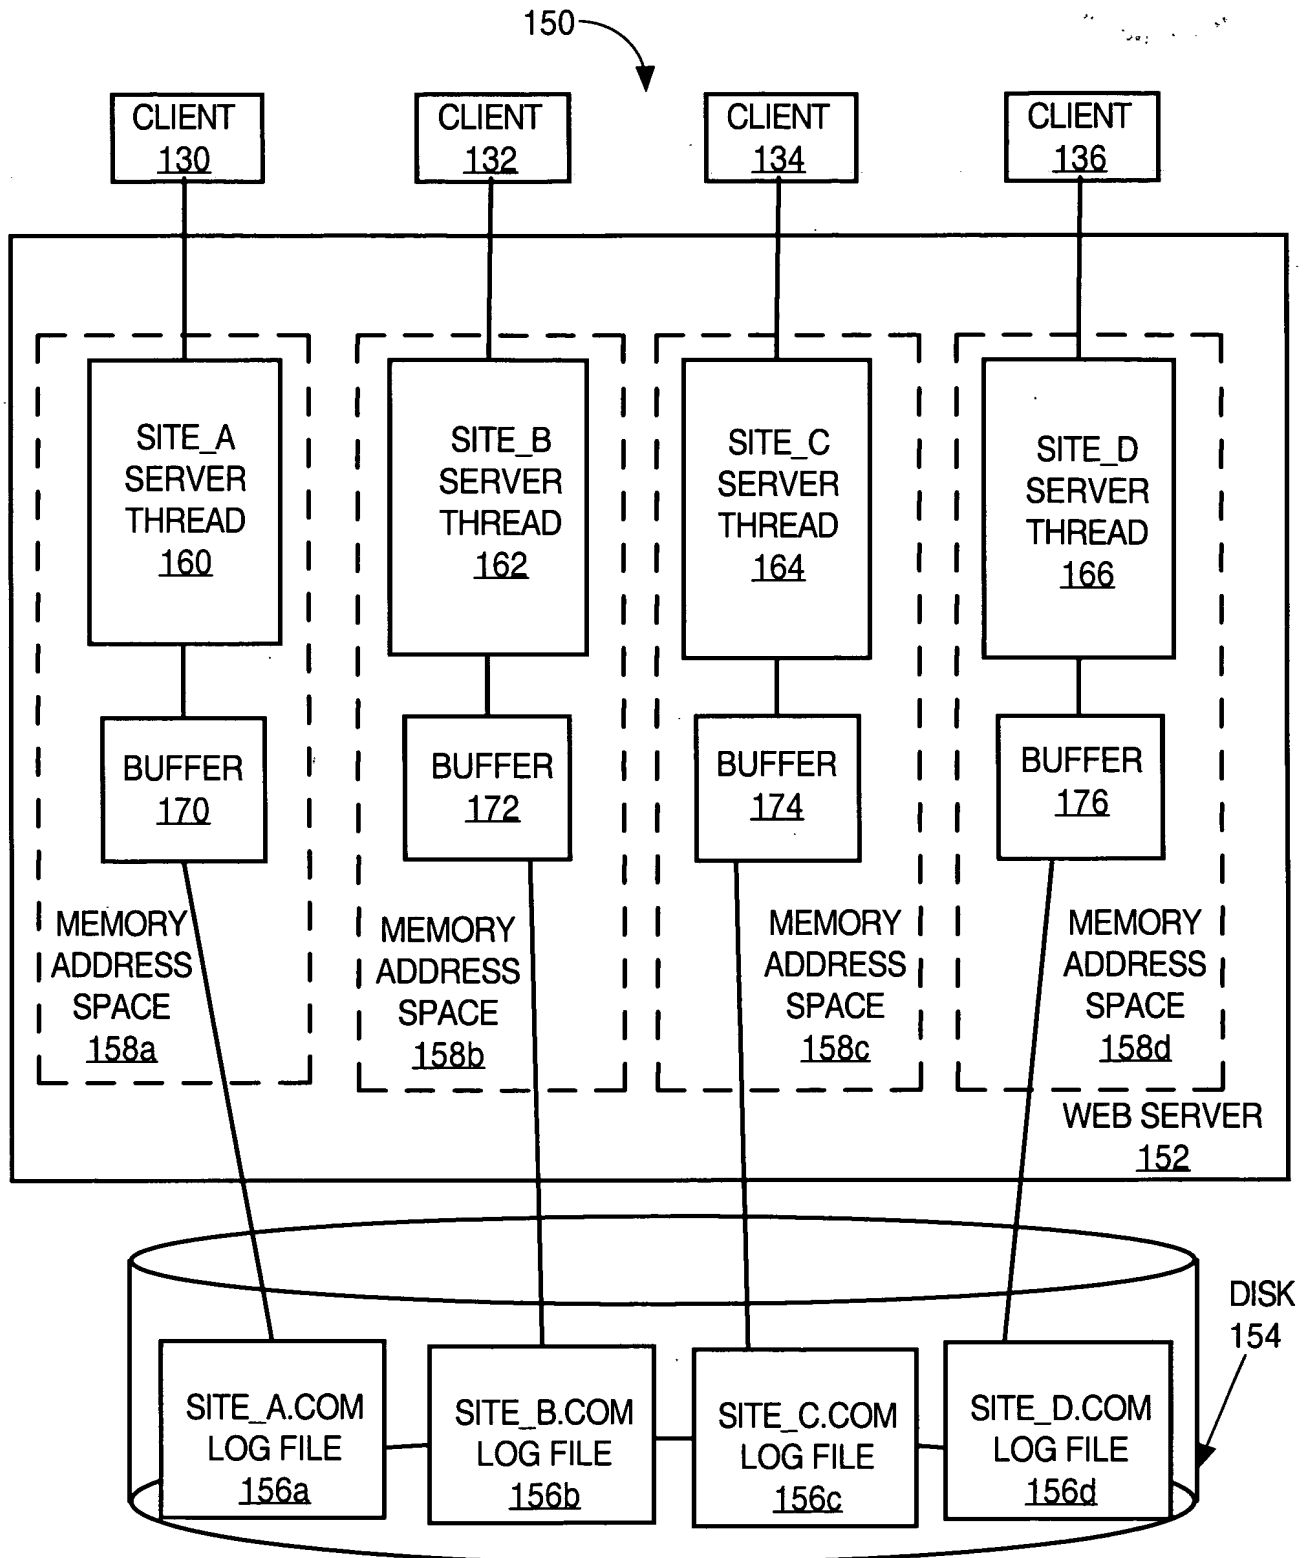 150
CLIENT
130
CLIENT
132
CLIENT
134
CLIENT
136
SITE_A
SERVER
THREAD
160
SITE_B
SERVER
THREAD
162
SITE_C
SERVER
THREAD
164
SITE_D
SERVER
THREAD
166
BUFFER
170
BUFFER
172
BUFFER
174
BUFFER
176
MEMORY
ADDRESS
SPACE
158a
MEMORY
ADDRESS
SPACE
158b
MEMORY
ADDRESS
SPACE
158c
MEMORY
ADDRESS
SPACE
158d
WEB SERVER
152
DISK
154
SITE_A.COM
LOG FILE
156a
SITE_B.COM
LOG FILE
156b
SITE_C.COM
LOG FILE
156c
SITE_D.COM
LOG FILE
156d